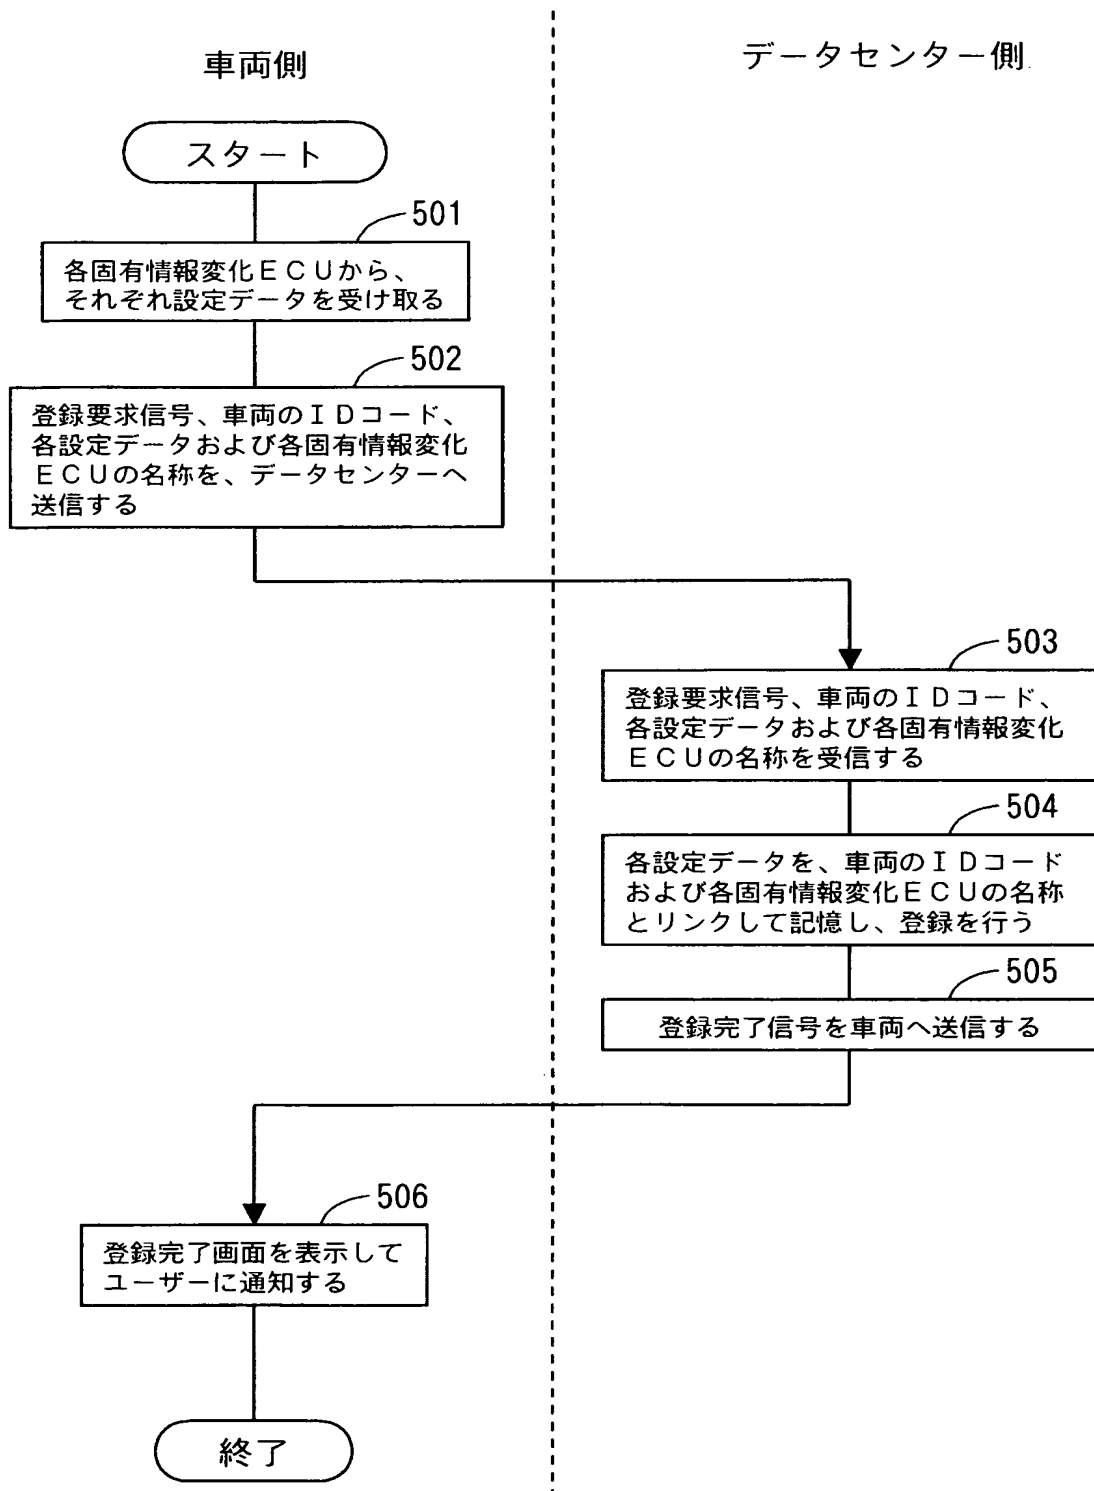 車両側
データセンター側
スタート
501
各固有情報変化ECUから、
それぞれ設定データを受け取る
502
登録要求信号、車両のIDコード、
各設定データおよび各固有情報変化
ECUの名称を、データセンターへ
送信する
503
登録要求信号、車両のIDコード、
各設定データおよび各固有情報変化
ECUの名称を受信する
504
各設定データを、車両のIDコード
および各固有情報変化ECUの名称
とリンクして記憶し、登録を行う
505
登録完了信号を車両へ送信する
506
登録完了画面を表示して
ユーザーに通知する
終了